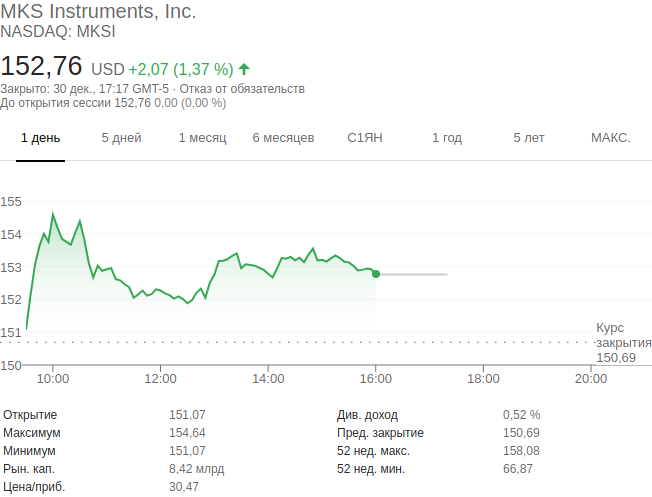 MKS Instruments, Inc.
NASDAQ: MKSI
152,76 USD +2,07 (1,37 %)
Закрыто: 30 дек., 17:17 GMT-5 · Отказ от обязательств
До открытия сессии 152,76 0,00 (0,00 %)
1 день 5 дней 1 месяц 6 месяцев С1ЯН 1 год 5 лет МАКС.
155
154
153
152
151
150
Курс
закрытия
150,69
10:00 12:00 14:00 16:00 18:00 20:00
Открытие 151,07 Див. доход 0,52 %
Максимум 154,64 Пред. закрытие 150,69
Минимум 151,07 52 нед. макс. 158,08
Рын. кап. 8,42 млрд 52 нед. мин. 66,87
Цена/приб. 30,47